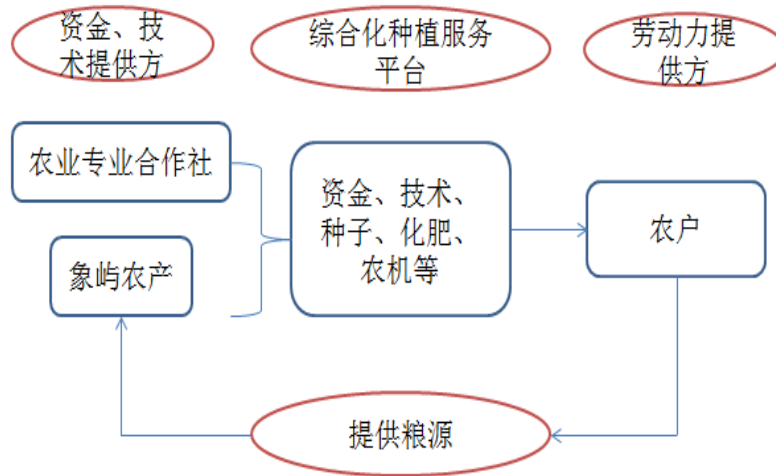 资金、技
术提供方
综合化种植服务
平台
劳动力提
供方
农业专业合作社
象屿农产
资金、技术、
种子、化肥、
农机等
农户
提供粮源